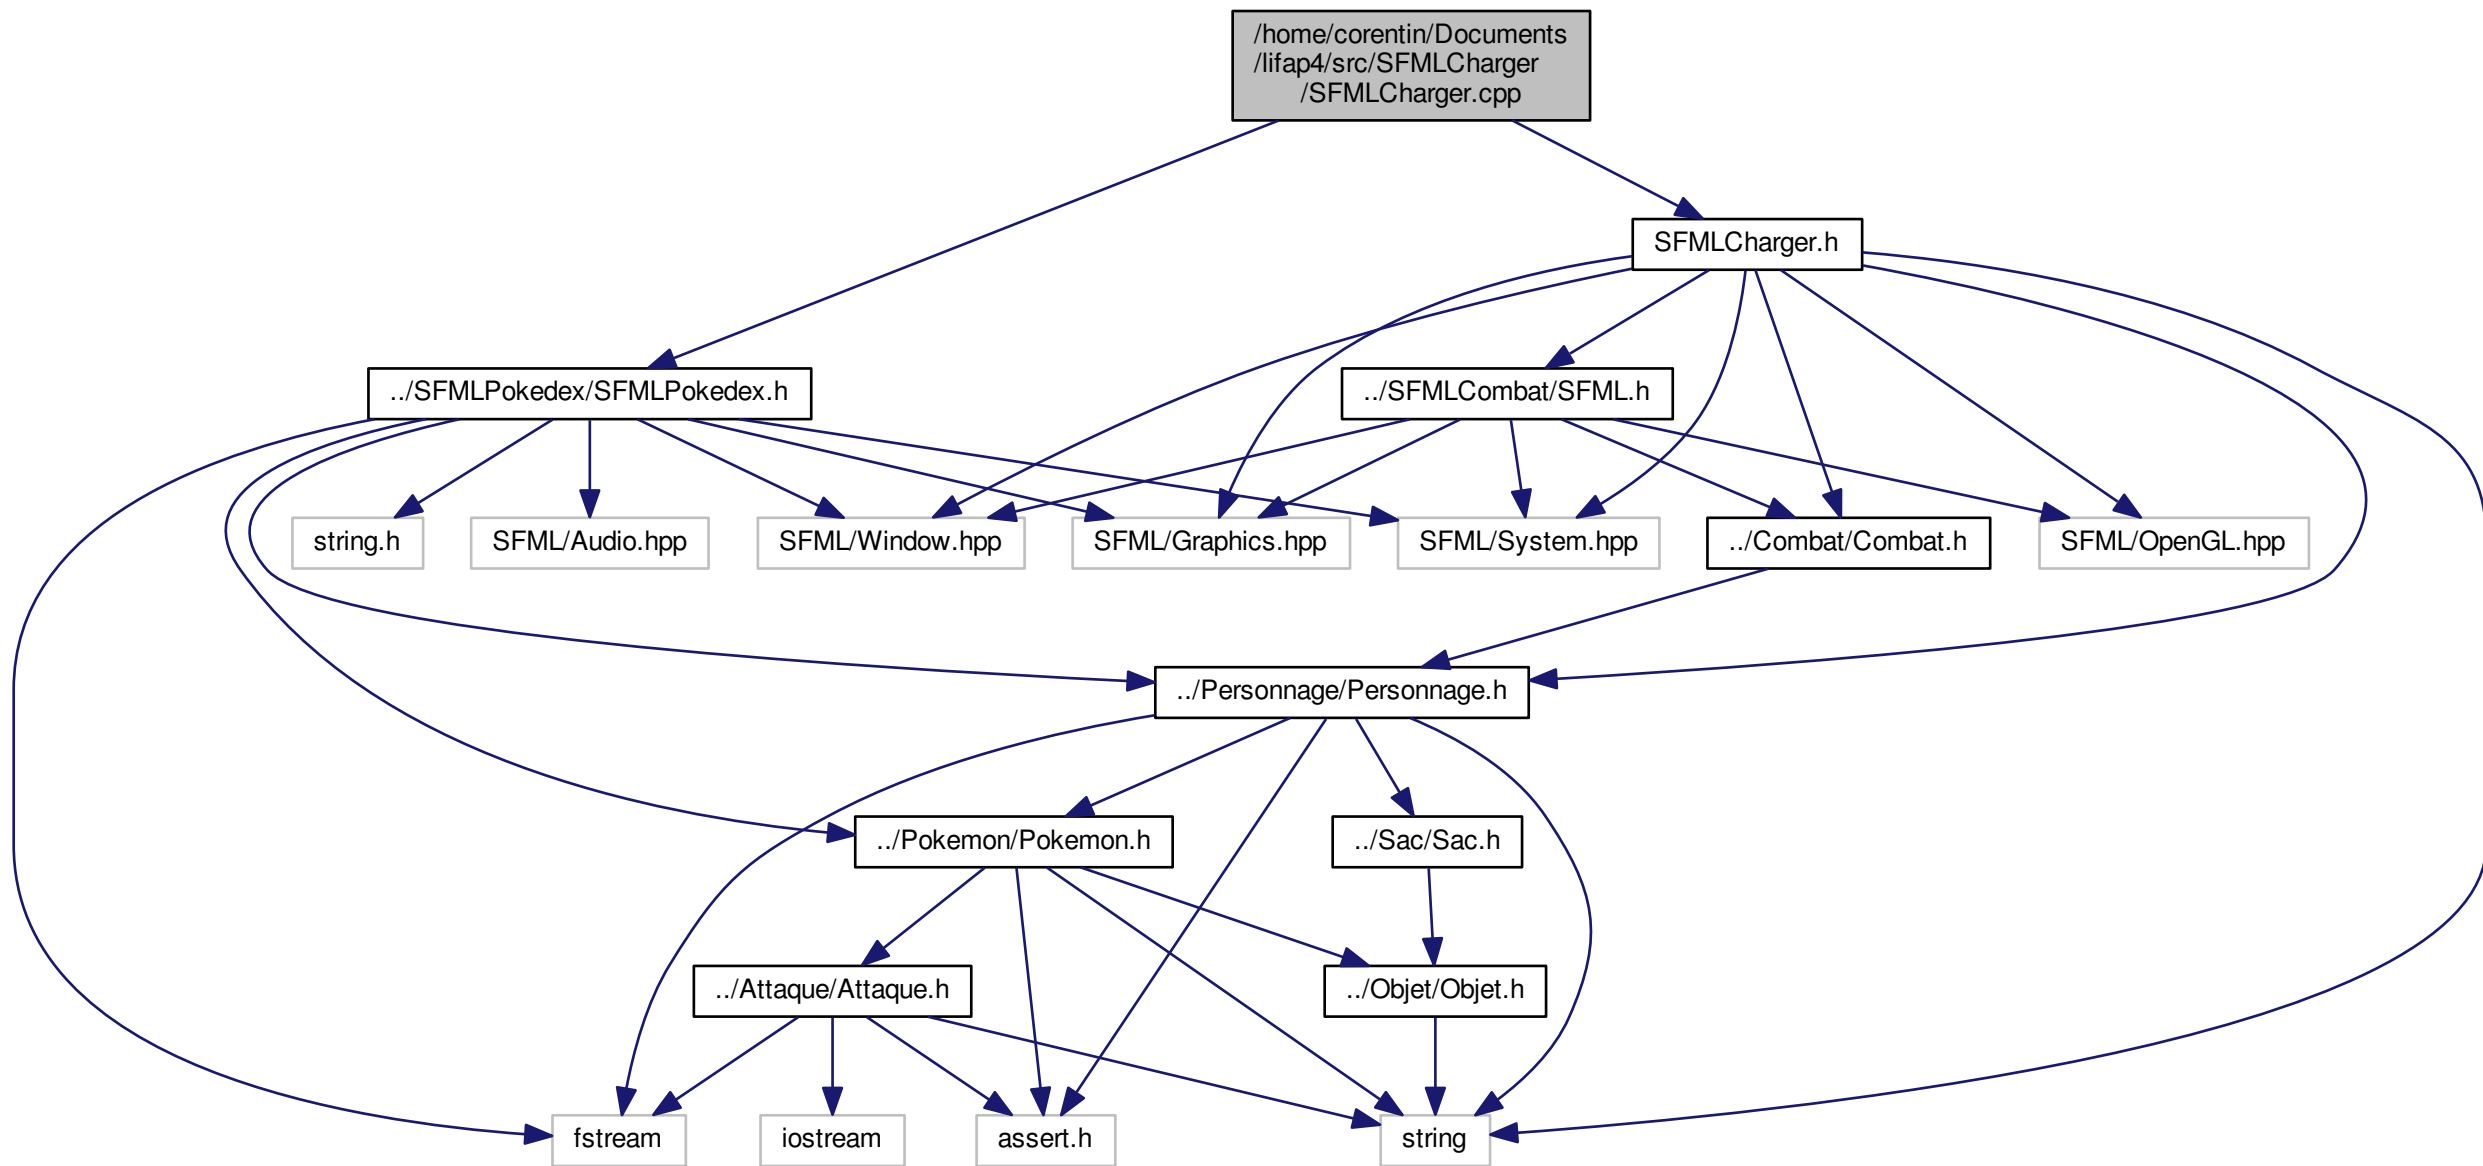 /home/corentin/Documents
/lifap4/src/SFMLCharger
/SFMLCharger.cpp
SFMLCharger.h
../SFMLPokedex/SFMLPokedex.h
../SFMLCombat/SFML.h
string.h
SFML/Audio.hpp
SFML/Window.hpp
SFML/Graphics.hpp
SFML/System.hpp
../Combat/Combat.h
SFML/OpenGL.hpp
../Personnage/Personnage.h
../Pokemon/Pokemon.h
../Sac/Sac.h
../Attaque/Attaque.h
../Objet/Objet.h
fstream
iostream
assert.h
string